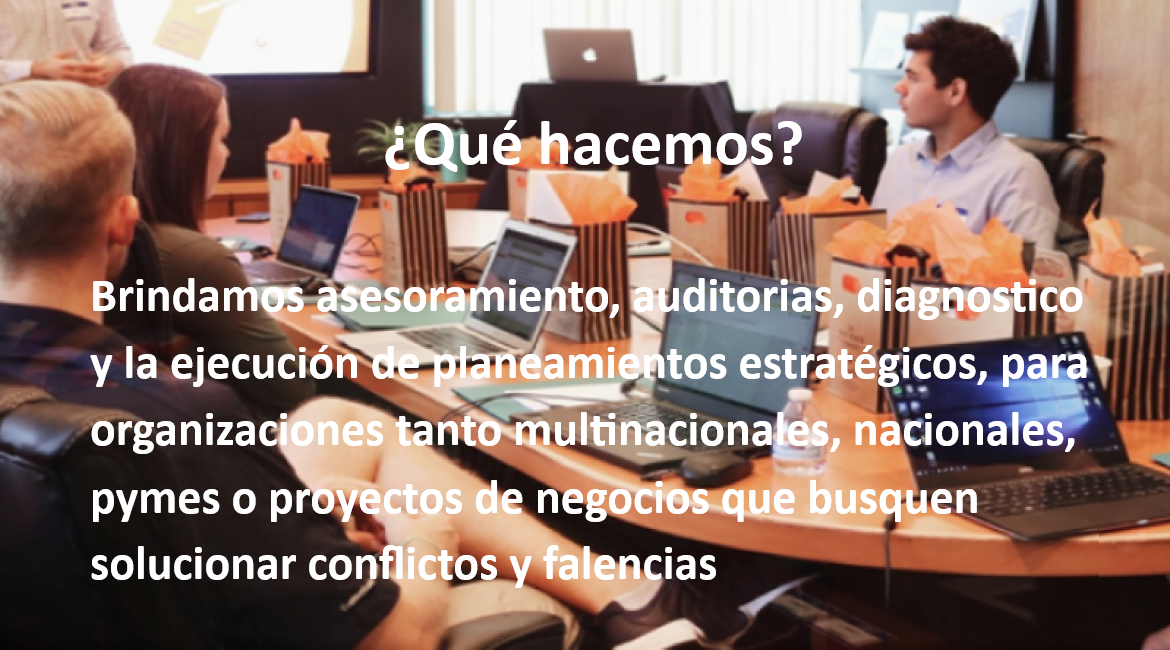 ¿Qué hacemos?
Brindamos asesoramiento, auditorias, diagnostico
y la ejecución de planeamientos estratégicos, para
organizaciones tanto multinacionales, nacionales,
pymes o proyectos de negocios que busquen
solucionar conflictos y falencias